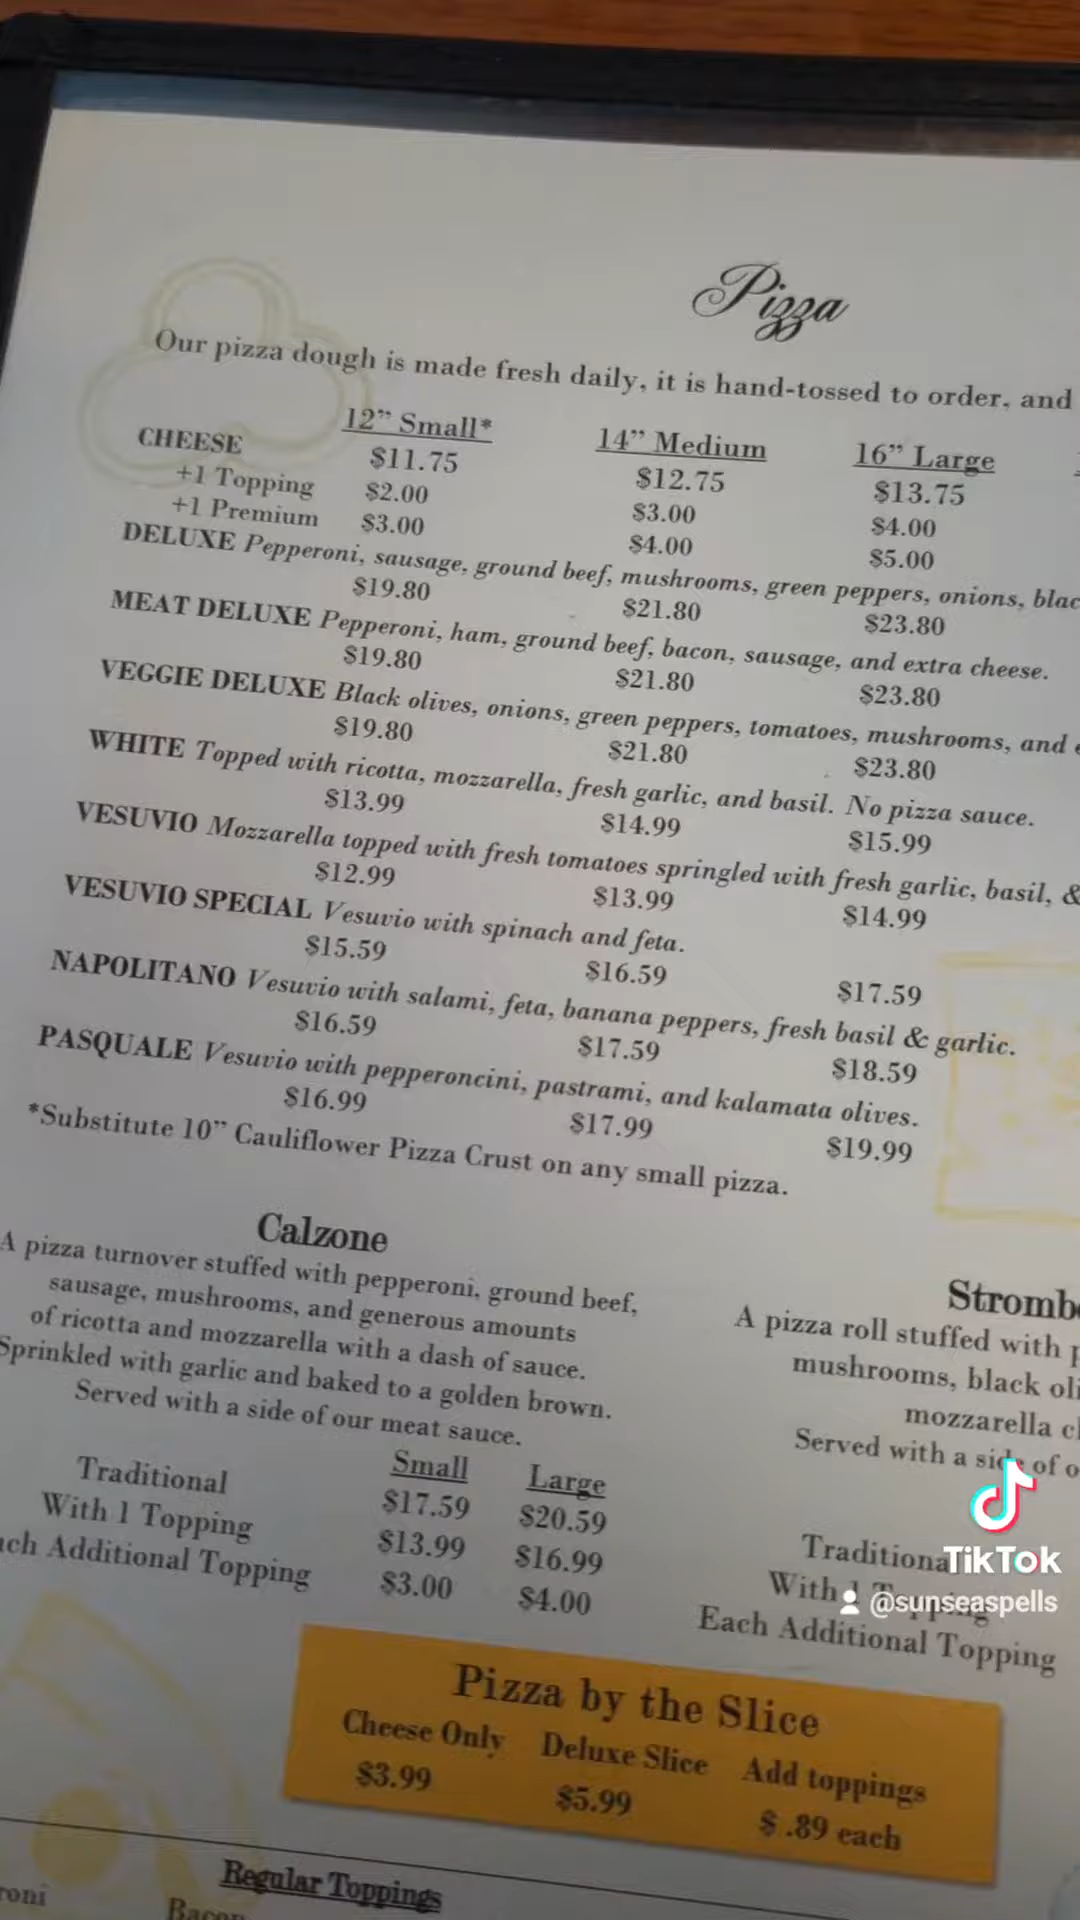 Pizza
Our pizza dough is made fresh daily, it is hand-tossed to order, and
12” Small* 14” Medium 16” Large
CHEESE $11.75 $12.75 $13.75
+1 Topping $2.00 $3.00 $4.00
+1 Premium $3.00 $4.00 $5.00
DELUXE Pepperoni, sausage, ground beef, mushrooms, green peppers, onions, blac
$19.80 $21.80 $23.80
MEAT DELUXE Pepperoni, ham, ground beef, bacon, sausage, and extra cheese.
$19.80 $21.80 $23.80
VEGGIE DELUXE Black olives, onions, green peppers, tomatoes, mushrooms, and e
$19.80 $21.80 $23.80
WHITE Topped with ricotta, mozzarella, fresh garlic, and basil. No pizza sauce.
$13.99 $14.99 $15.99
VESUVIO Mozzarella topped with fresh tomatoes springled with fresh garlic, basil, &
$12.99 $13.99 $14.99
VESUVIO SPECIAL Vesuvio with spinach and feta.
$15.59 $16.59 $17.59
NAPOLITANO Vesuvio with salami, feta, banana peppers, fresh basil & garlic.
$16.59 $17.59 $18.59
PASQUALE Vesuvio with pepperoncini, pastrami, and kalamata olives.
$16.99 $17.99 $19.99
*Substitute 10” Cauliflower Pizza Crust on any small pizza.
Calzone
A pizza turnover stuffed with pepperoni, ground beef,
sausage, mushrooms, and generous amounts
of ricotta and mozzarella with a dash of sauce.
Sprinkled with garlic and baked to a golden brown.
Served with a side of our meat sauce.
Small Large
Traditional $17.59 $20.59
With 1 Topping $13.99 $16.99
ach Additional Topping $3.00 $4.00
Stromb
A pizza roll stuffed with p
mushrooms, black oli
mozzarella c
Served with a side of o
Traditiona
With 1 Topping
Each Additional Topping
TikTok
@sunseaspells
Pizza by the Slice
Cheese Only Deluxe Slice Add toppings
$3.99 $5.99 $ .89 each
Regular Toppings
roni Bacon